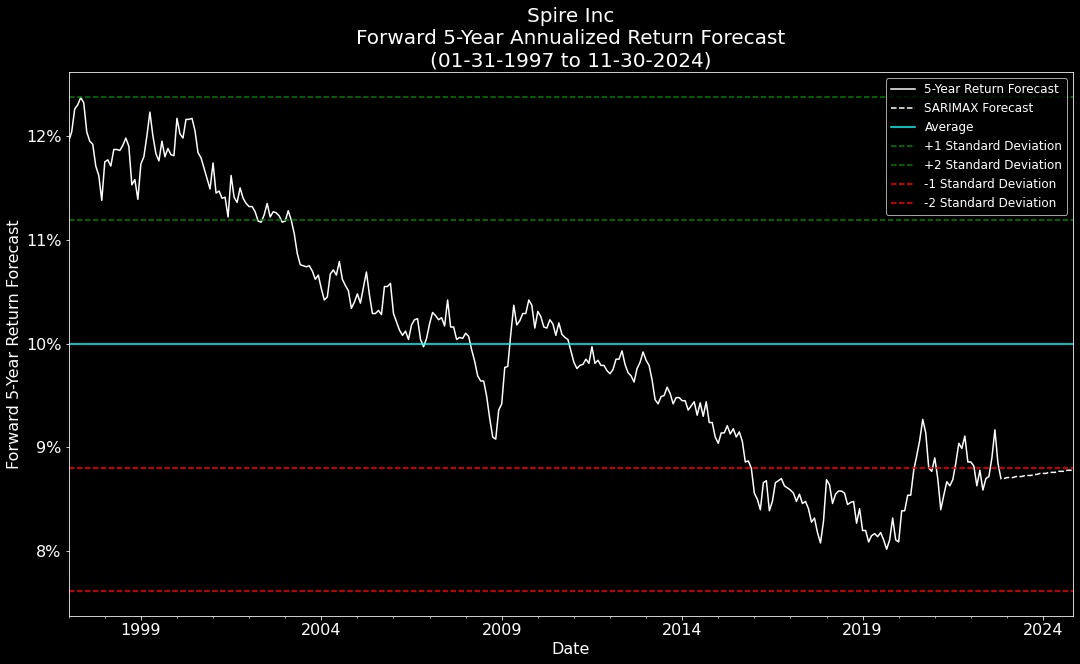 Spire Inc
Forward 5-Year Annualized Return Forecast
(01-31-1997 to 11-30-2024)
5-Year Return Forecast
SARIMAX Forecast
Average
+1 Standard Deviation
+2 Standard Deviation
-1 Standard Deviation
-2 Standard Deviation
Forward 5-Year Return Forecast
12%
11%
10%
9%
8%
1999 2004 2009 2014 2019 2024
Date